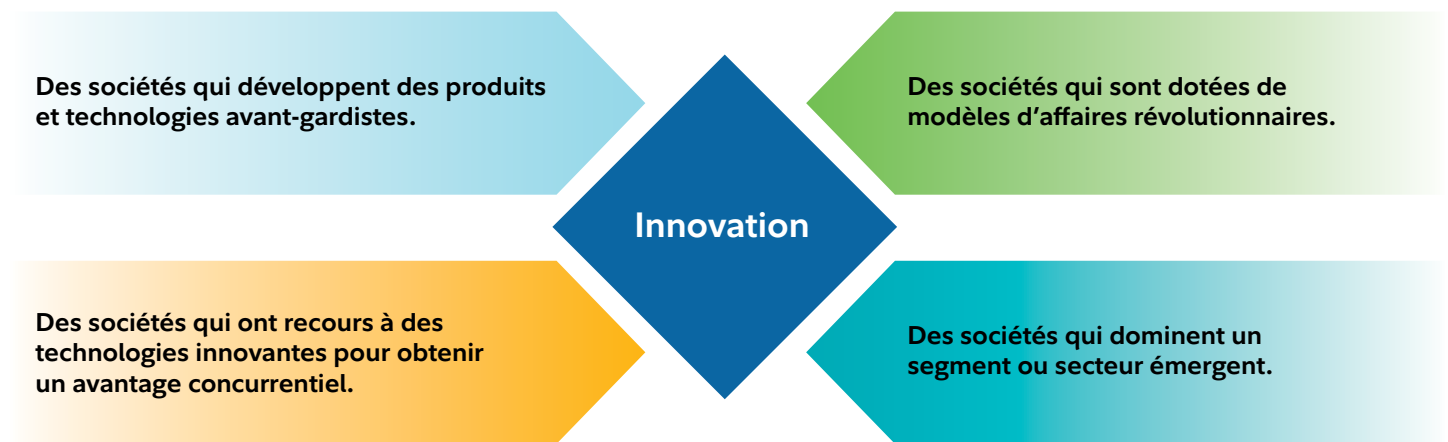 Des sociétés qui développent des produits
et technologies avant-gardistes.
Des sociétés qui sont dotées de
modèles d’affaires révolutionnaires.
Innovation
Des sociétés qui ont recours à des
technologies innovantes pour obtenir
un avantage concurrentiel.
Des sociétés qui dominent un
segment ou secteur émergent.